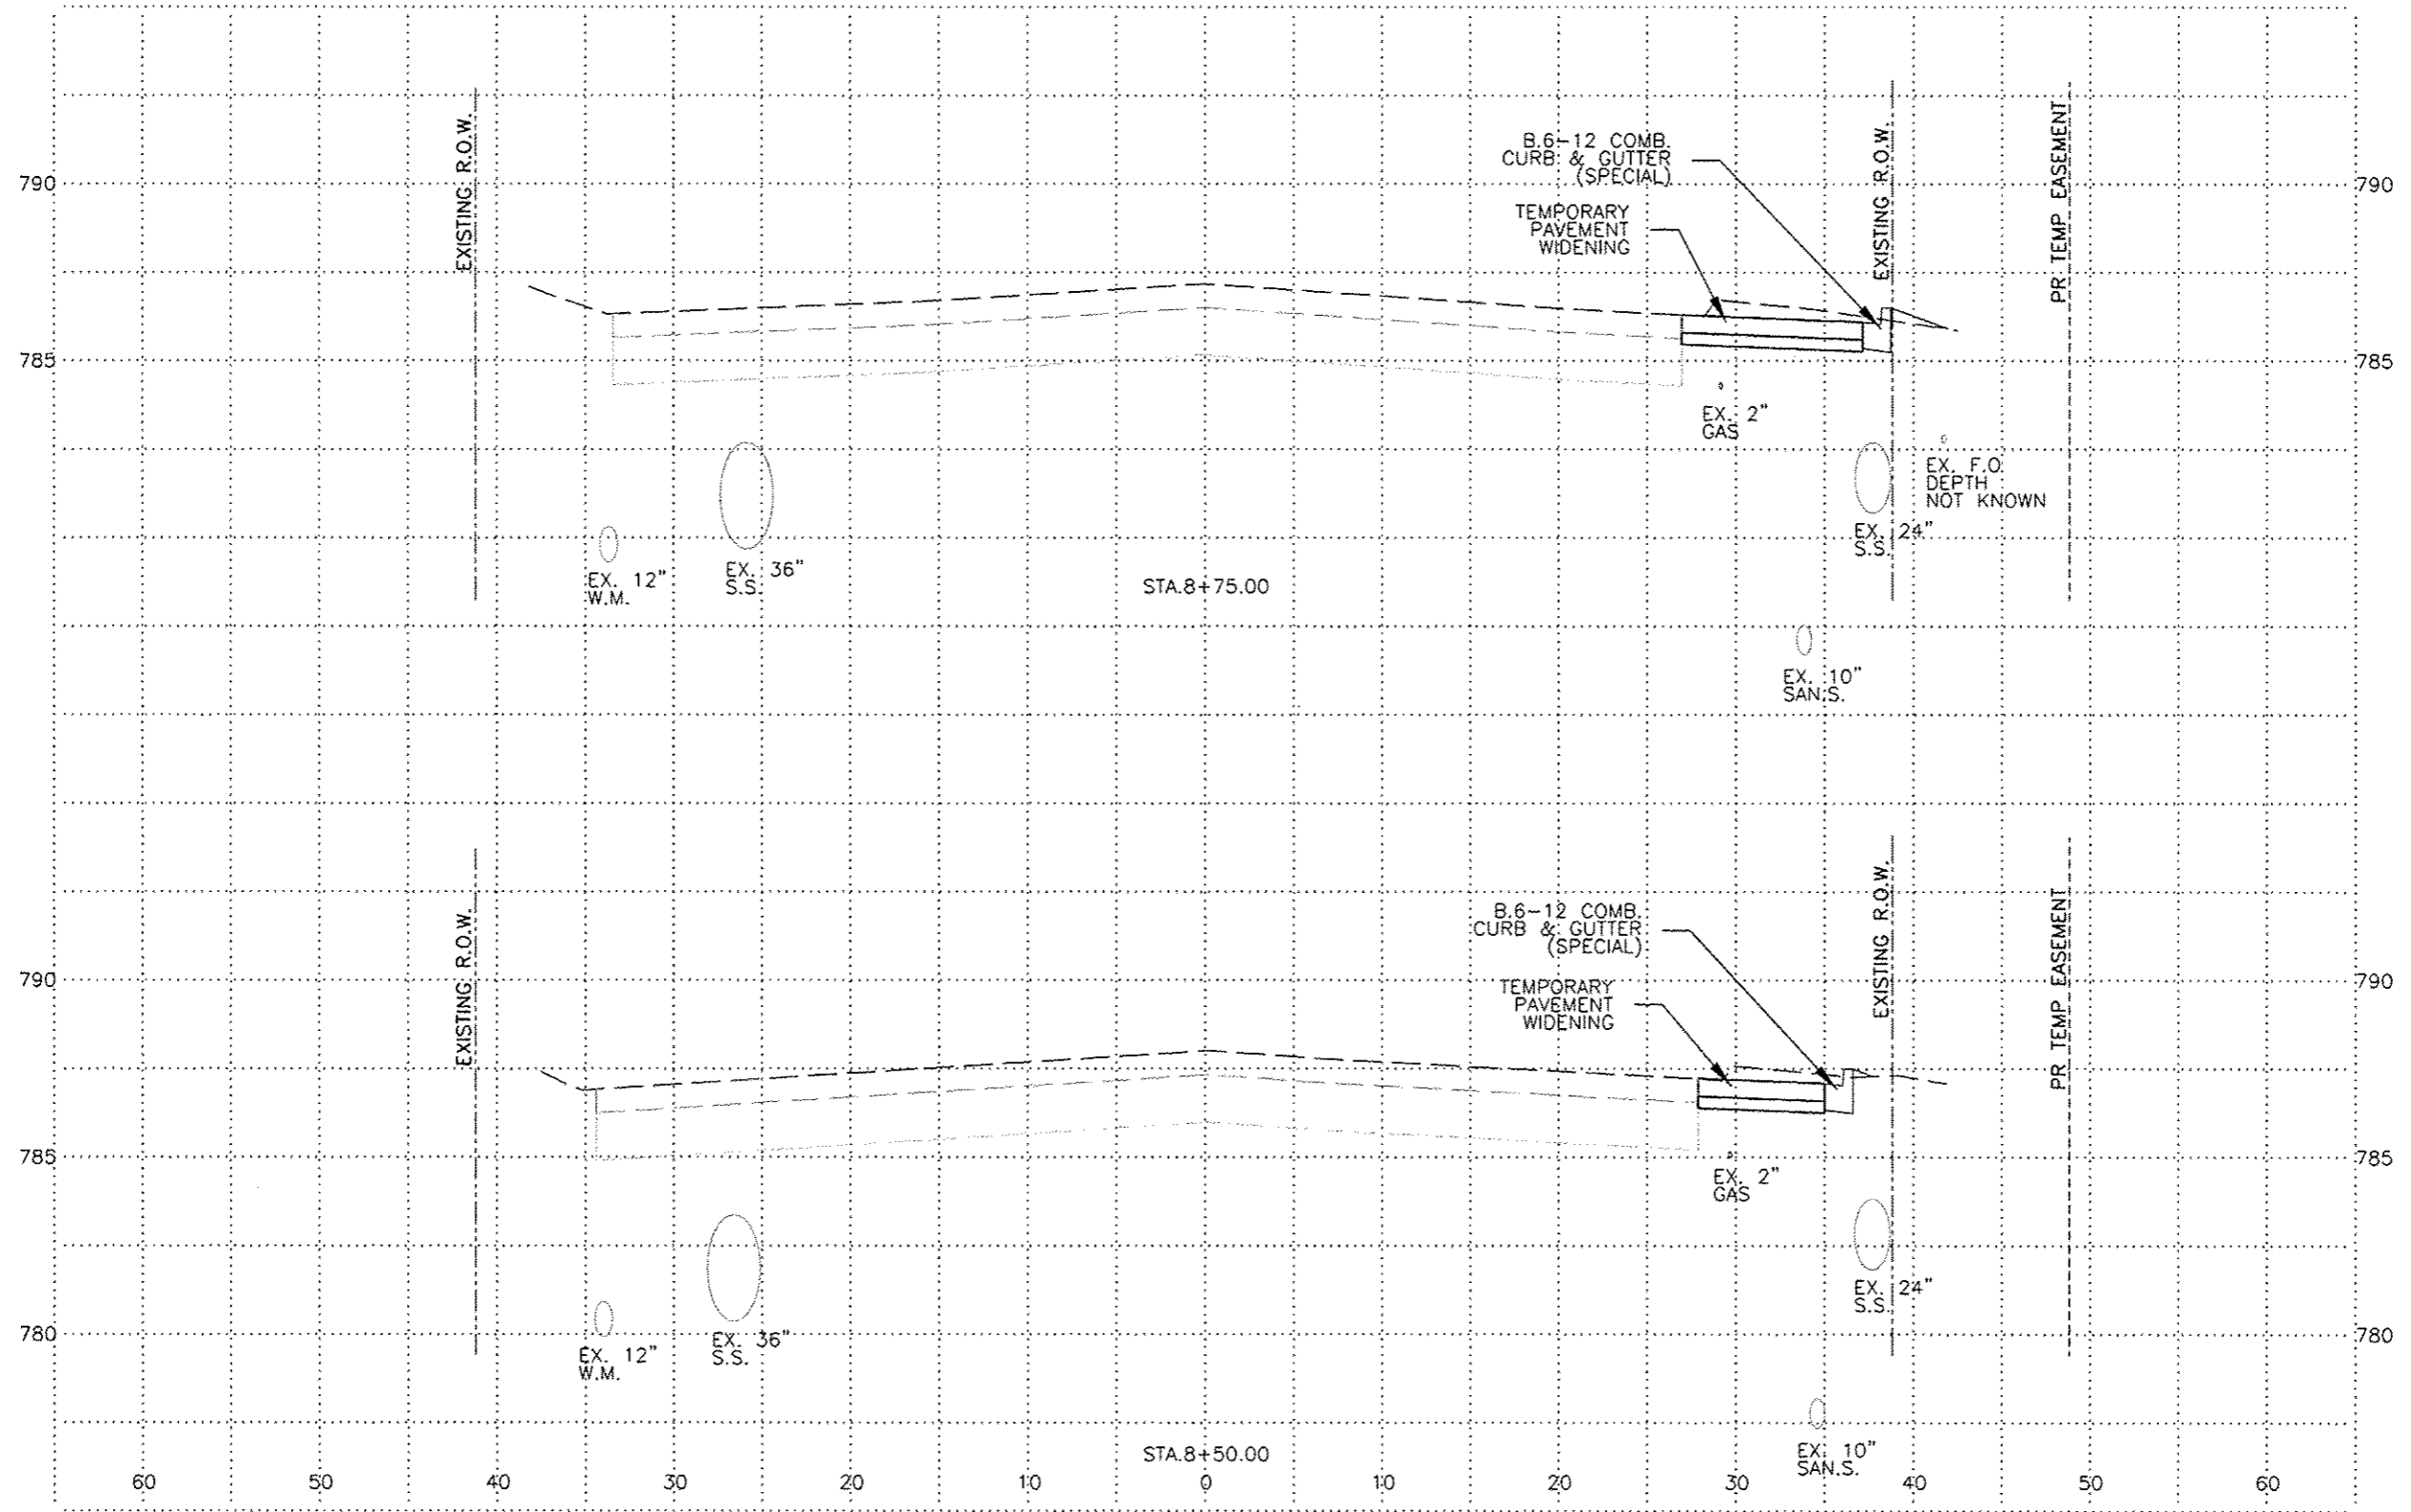 EXISTING R.O.W.
B.6-12 COMB.
CURB & GUTTER
(SPECIAL)
TEMPORARY
PAVEMENT
WIDENING
EXISTING R.O.W.
PR TEMP EASEMENT
790
790
785
785
EX. 2"
GAS
EX. F.O.
DEPTH
NOT KNOWN
EX. 24"
S.S.
EX. 12"
W.M.
EX. 36"
S.S.
STA.8+75.00
EX. 10"
SAN.S.
EXISTING R.O.W.
B.6-12 COMB.
CURB & GUTTER
(SPECIAL)
TEMPORARY
PAVEMENT
WIDENING
EXISTING R.O.W.
PR TEMP EASEMENT
790
790
785
785
EX. 2"
GAS
EX. 24"
S.S.
780
780
EX. 12"
W.M.
EX. 36"
S.S.
STA.8+50.00
EX. 10"
SAN.S.
60 50 40 30 20 10 0 10 20 30 40 50 60